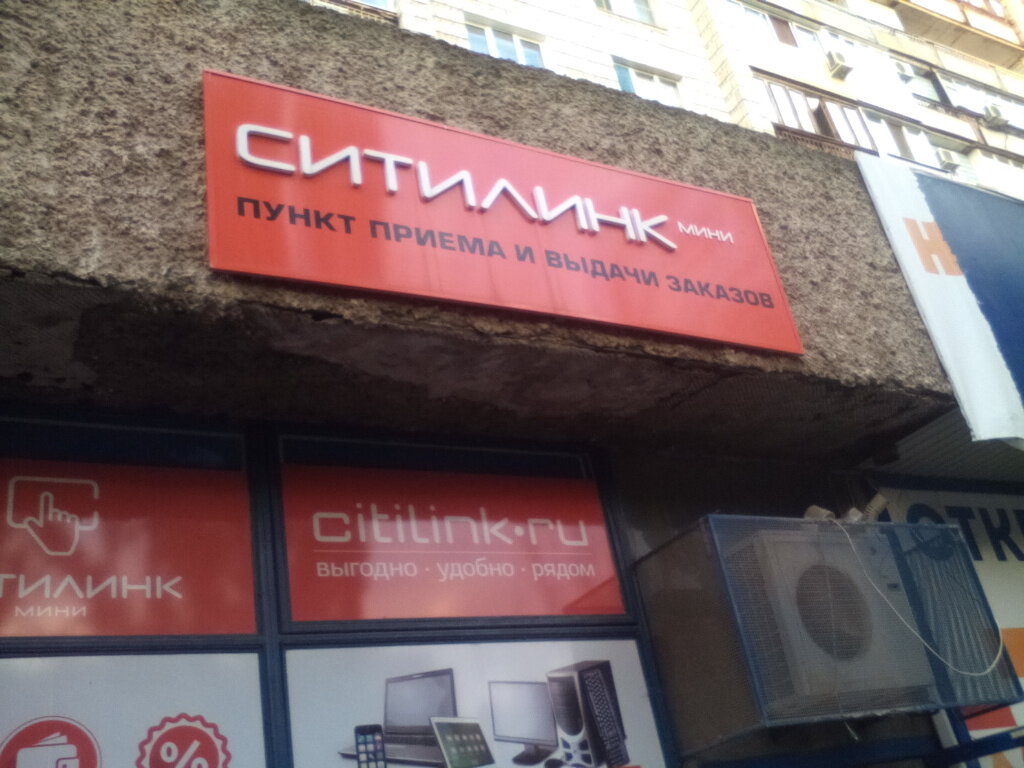 СИТИЛИНК МИНИ
ПУНКТ ПРИЕМА И ВЫДАЧИ ЗАКАЗОВ
ТИЛИНК
МИНИ
citilink.ru
выгодно · удобно · рядом
%